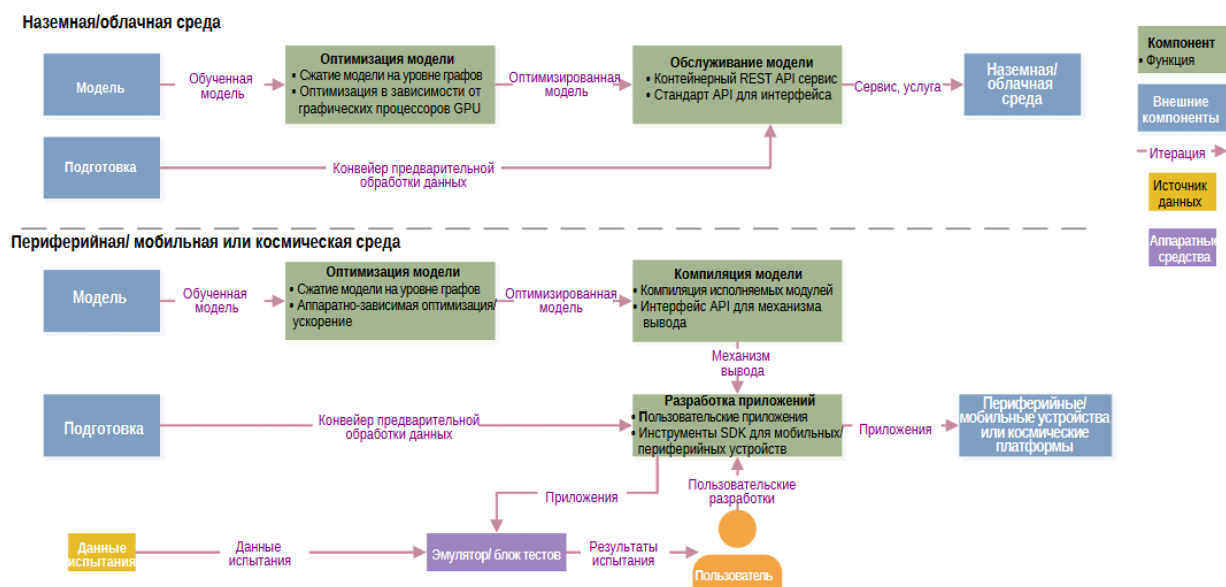 Наземная/облачная среда
Модель
Обученная
модель
Оптимизация модели
• Сжатие модели на уровне графов
• Оптимизация в зависимости от
графических процессоров GPU
Оптимизированная
модель
Обслуживание модели
• Контейнерный REST API сервис
• Стандарт API для интерфейса
Сервис, услуга
Наземная/
облачная
среда
Подготовка
Конвейер предварительной
обработки данных
Компонент
• Функция
Внешние
компоненты
Итерация
Источник
данных
Аппаратные
средства
Периферийная/ мобильная или космическая среда
Модель
Обученная
модель
Оптимизация модели
• Сжатие модели на уровне графов
• Аппаратно-зависимая оптимизация/
ускорение
Оптимизированная
модель
Компиляция модели
• Компиляция исполняемых модулей
• Интерфейс API для механизма
вывода
Механизм
вывода
Подготовка
Конвейер предварительной
обработки данных
Разработка приложений
• Пользовательские приложения
• Инструменты SDK для мобильных/
периферийных устройств
Приложения
Периферийные/
мобильные устройства
или космические
платформы
Приложения
Пользовательские
разработки
Данные
испытания
Данные
испытания
Эмулятор/ блок тестов
Результаты
испытания
Пользователь